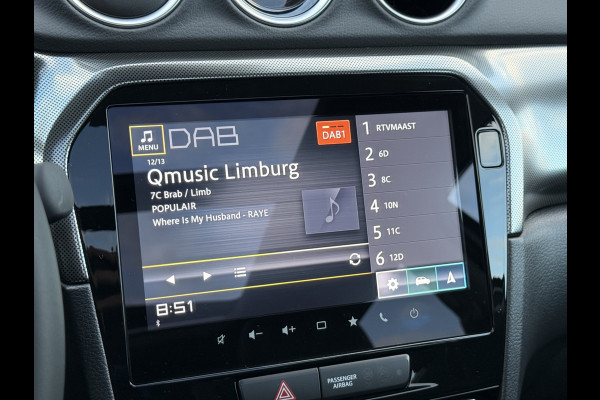 MENU
DAB
DAB1
12/13
Qmusic Limburg
7C Brab / Limb
POPULAIR
Where Is My Husband - RAYE
1 RTVMAAST
2 6D
3 8C
4 10N
5 11C
6 12D
8:51
PASSENGER
AIRBAG